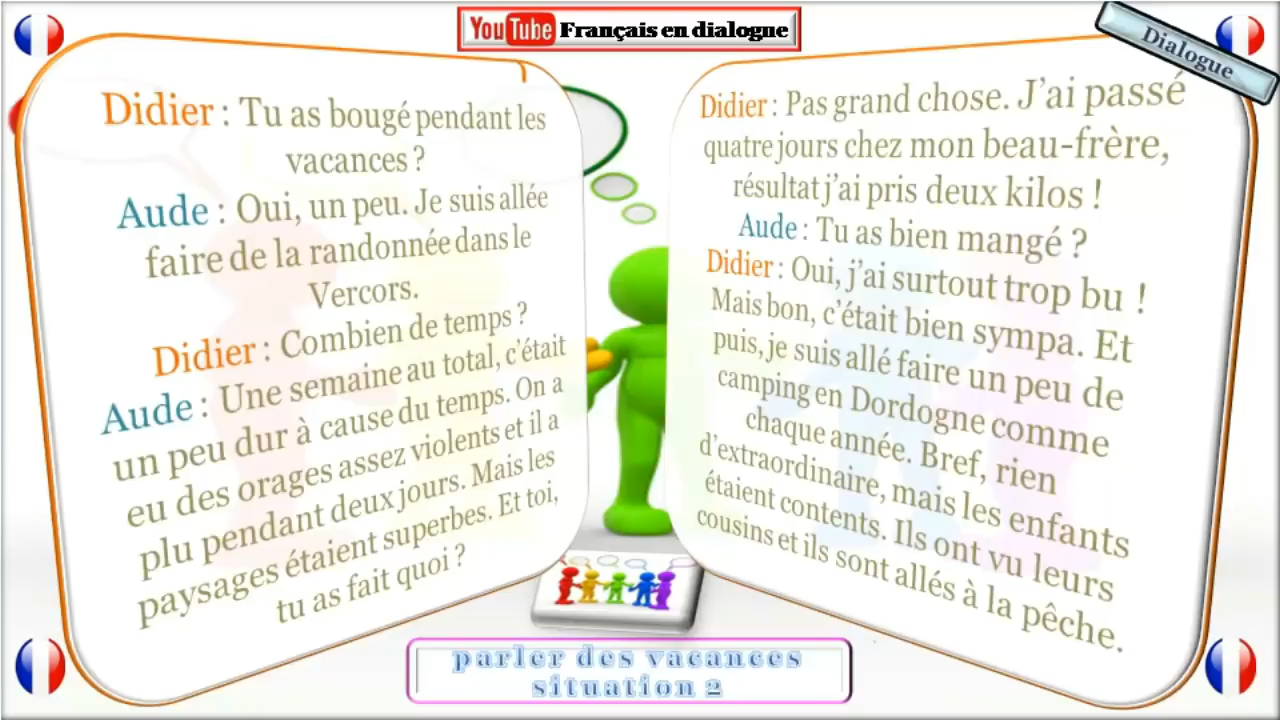 YouTube Français en dialogue
Dialogue
Didier : Tu as bougé pendant les
vacances ?
Aude : Oui, un peu. Je suis allée
faire de la randonnée dans le
Vercors.
Didier : Combien de temps ?
Aude : Une semaine au total, c’était
un peu dur à cause du temps. On a
eu des orages assez violents et il a
plu pendant deux jours. Mais les
paysages étaient superbes. Et toi,
tu as fait quoi ?
Didier : Pas grand chose. J’ai passé
quatre jours chez mon beau-frère,
résultat j’ai pris deux kilos !
Aude : Tu as bien mangé ?
Didier : Oui, j’ai surtout trop bu !
Mais bon, c’était bien sympa. Et
puis, je suis allé faire un peu de
camping en Dordogne comme
chaque année. Bref, rien
d’extraordinaire, mais les enfants
étaient contents. Ils ont vu leurs
cousins et ils sont allés à la pêche.
parler des vacances
situation 2